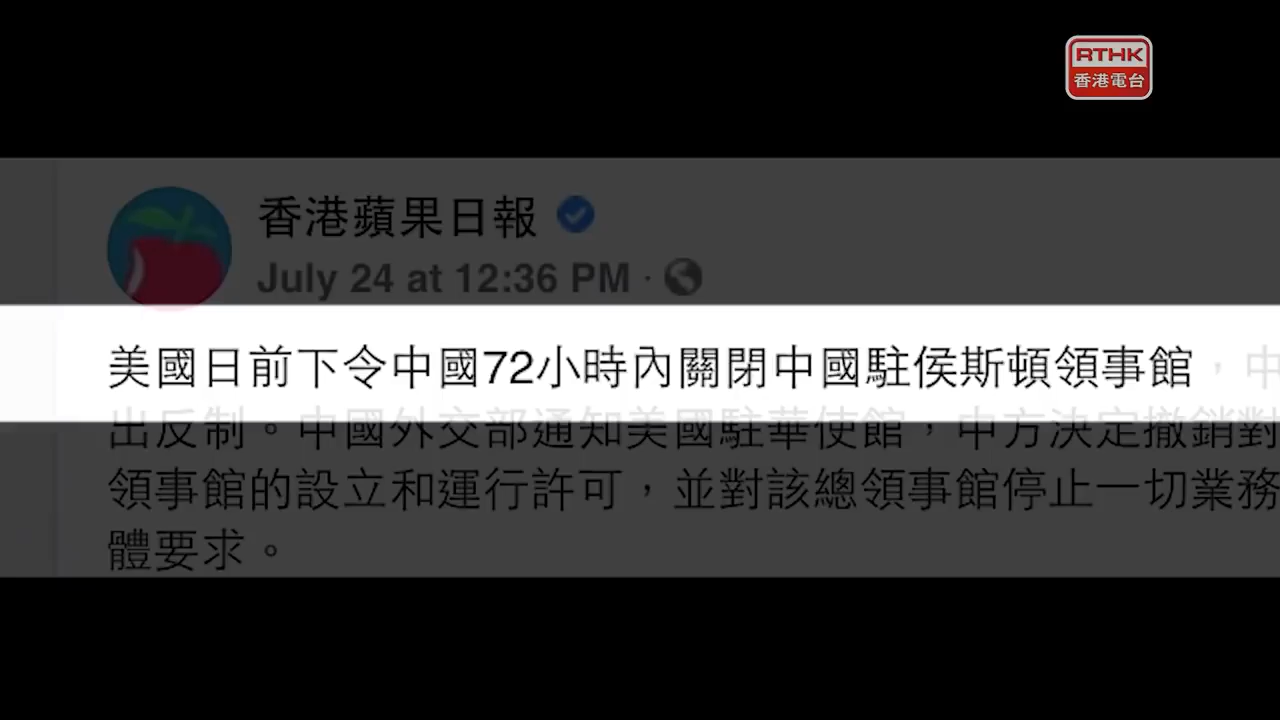 RTHK
香港電台
香港蘋果日報
July 24 at 12:36 PM ·
美國日前下令中國72小時內關閉中國駐侯斯頓領事館，中
出反制。中國外交部通知美國駐華使館，中方決定撤銷對
領事館的設立和運行許可，並對該總領事館停止一切業務
體要求。